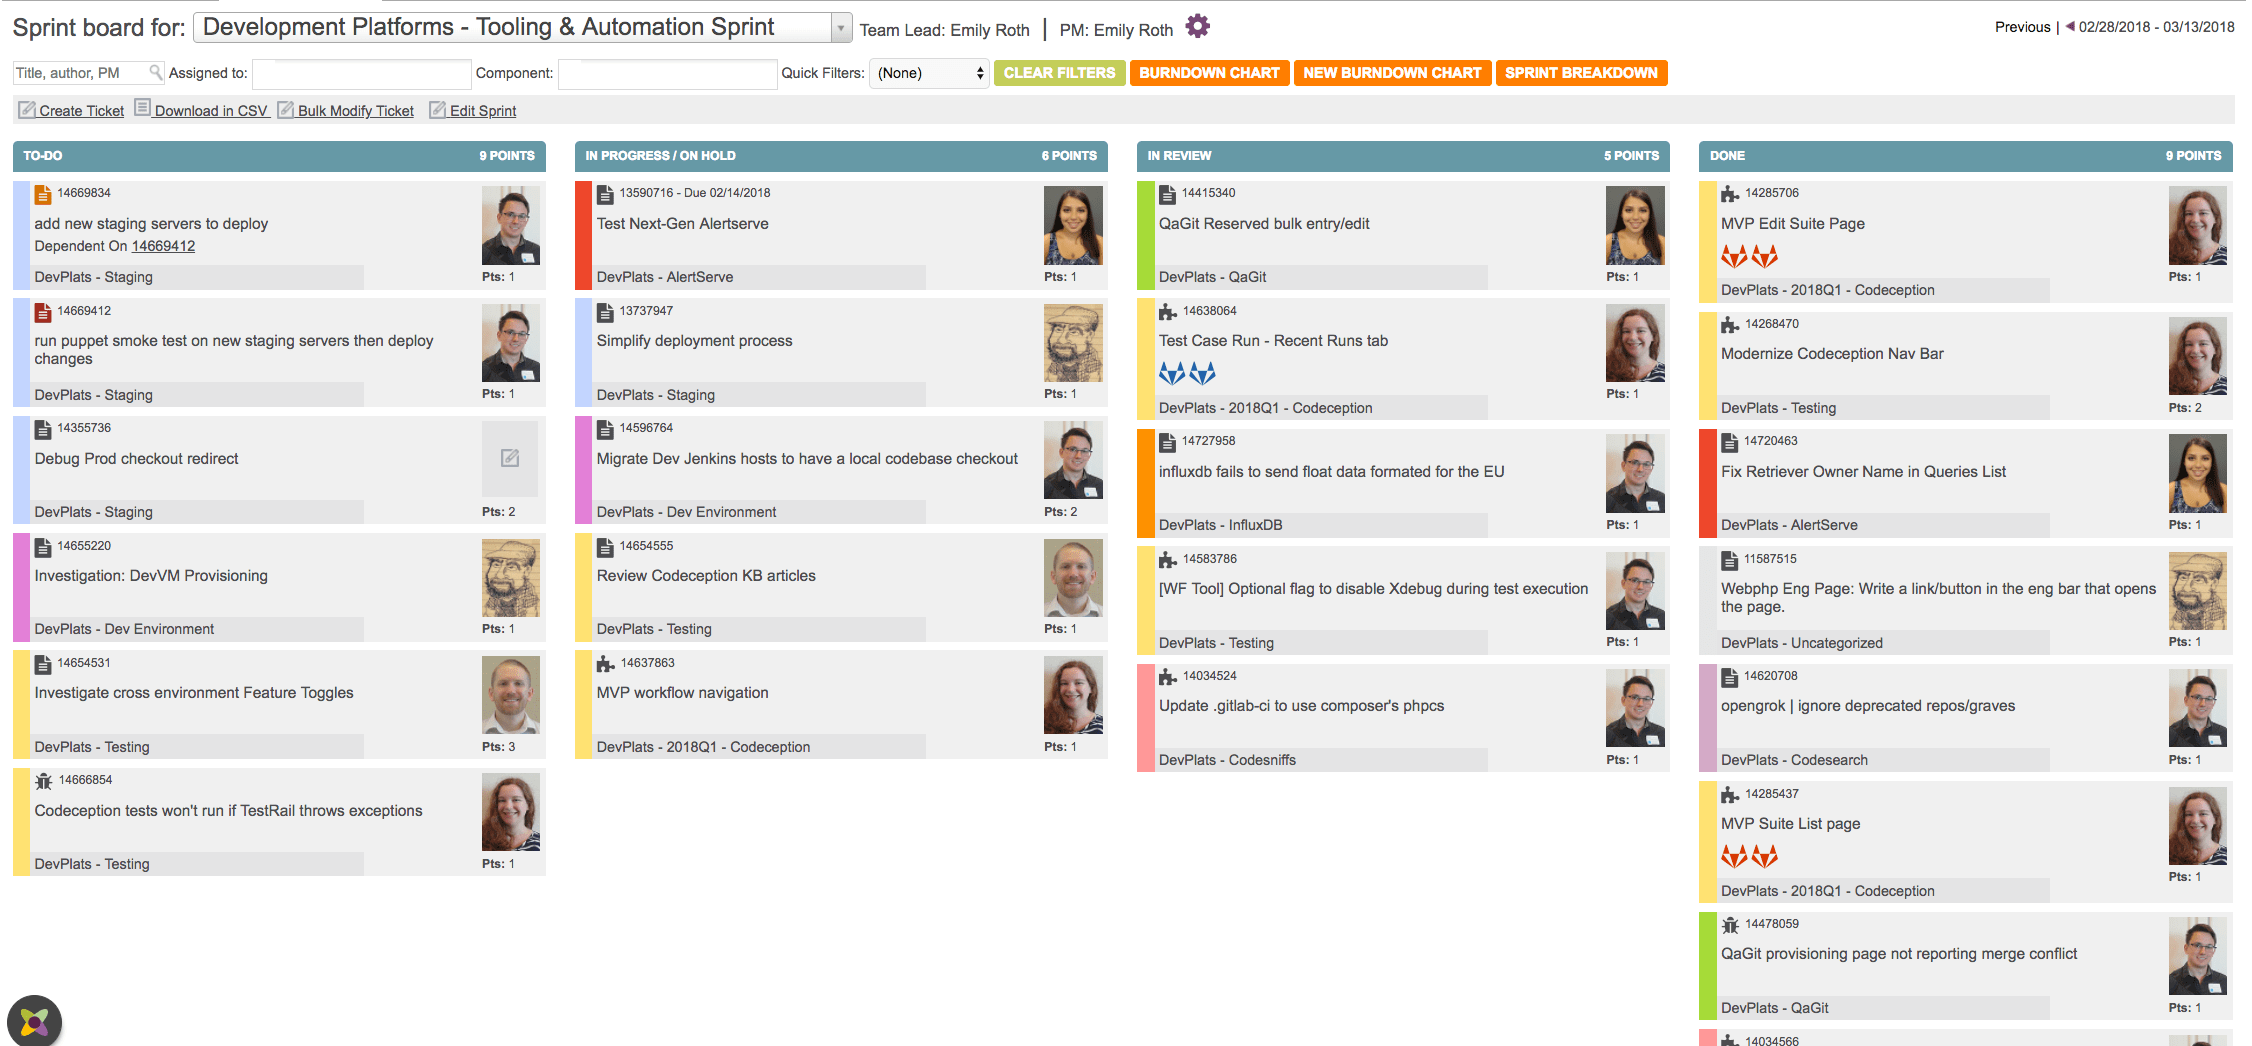 Sprint board for: Development Platforms - Tooling & Automation Sprint Team Lead: Emily Roth | PM: Emily Roth
Previous | 02/28/2018 - 03/13/2018
Title, author, PM Assigned to: Component: Quick Filters: (None) CLEAR FILTERS BURNDOWN CHART NEW BURNDOWN CHART SPRINT BREAKDOWN
Create Ticket Download in CSV Bulk Modify Ticket Edit Sprint
TO-DO 9 POINTS
14669834
add new staging servers to deploy
Dependent On 14669412
DevPlats - Staging Pts: 1
14669412
run puppet smoke test on new staging servers then deploy
changes
DevPlats - Staging Pts: 1
14355736
Debug Prod checkout redirect
DevPlats - Staging Pts: 2
14655220
Investigation: DevVM Provisioning
DevPlats - Dev Environment Pts: 1
14654531
Investigate cross environment Feature Toggles
DevPlats - Testing Pts: 3
14666854
Codeception tests won't run if TestRail throws exceptions
DevPlats - Testing Pts: 1
IN PROGRESS / ON HOLD 6 POINTS
13590716 - Due 02/14/2018
Test Next-Gen Alertserve
DevPlats - AlertServe Pts: 1
13737947
Simplify deployment process
DevPlats - Staging Pts: 1
14596764
Migrate Dev Jenkins hosts to have a local codebase checkout
DevPlats - Dev Environment Pts: 2
14654555
Review Codeception KB articles
DevPlats - Testing Pts: 1
14637863
MVP workflow navigation
DevPlats - 2018Q1 - Codeception Pts: 1
IN REVIEW 5 POINTS
14415340
QaGit Reserved bulk entry/edit
DevPlats - QaGit Pts: 1
14638064
Test Case Run - Recent Runs tab
Pts: 1
DevPlats - 2018Q1 - Codeception
14727958
influxdb fails to send float data formated for the EU
DevPlats - InfluxDB Pts: 1
14583786
[WF Tool] Optional flag to disable Xdebug during test execution
DevPlats - Testing Pts: 1
14034524
Update .gitlab-ci to use composer's phpcs
DevPlats - Codesniffs Pts: 1
DONE 9 POINTS
14285706
MVP Edit Suite Page
Pts: 1
DevPlats - 2018Q1 - Codeception
14268470
Modernize Codeception Nav Bar
DevPlats - Testing Pts: 2
14720463
Fix Retriever Owner Name in Queries List
DevPlats - AlertServe Pts: 1
11587515
Webphp Eng Page: Write a link/button in the eng bar that opens
the page.
DevPlats - Uncategorized Pts: 1
14620708
opengrok | ignore deprecated repos/graves
DevPlats - Codesearch Pts: 1
14285437
MVP Suite List page
Pts: 1
DevPlats - 2018Q1 - Codeception
14478059
QaGit provisioning page not reporting merge conflict
DevPlats - QaGit Pts: 1
14034566